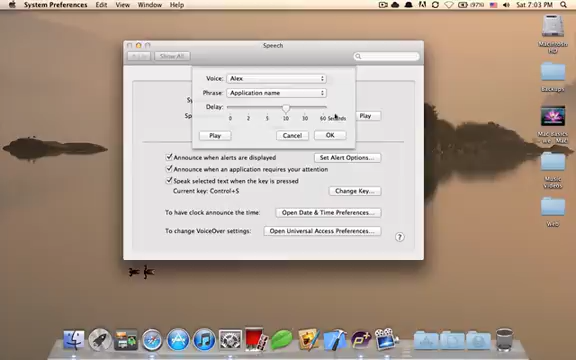 System Preferences Edit View Window Help
(97%) Sat 7:03 PM
Speech
Show All
Voice: Alex
Phrase: Application name
Delay:
0 2 5 10 30 60 Seconds
Play
Play Cancel OK
Announce when alerts are displayed Set Alert Options...
Announce when an application requires your attention
Speak selected text when the key is pressed
Current key: Control+S Change Key...
To have clock announce the time: Open Date & Time Preferences...
To change VoiceOver settings: Open Universal Access Preferences...
?
Macintosh HD
Backups
Mac Basics
Music Videos
Web